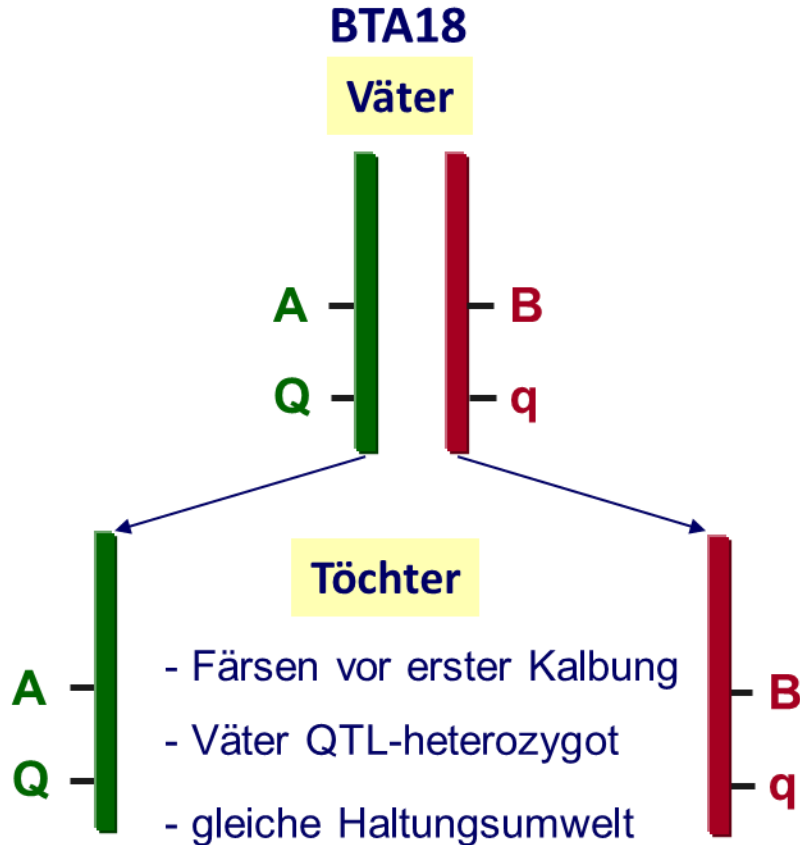 BTA18
Väter
A B
Q q
Töchter
- Färsen vor erster Kalbung
A B
- Väter QTL-heterozygot
Q q
- gleiche Haltungsumwelt